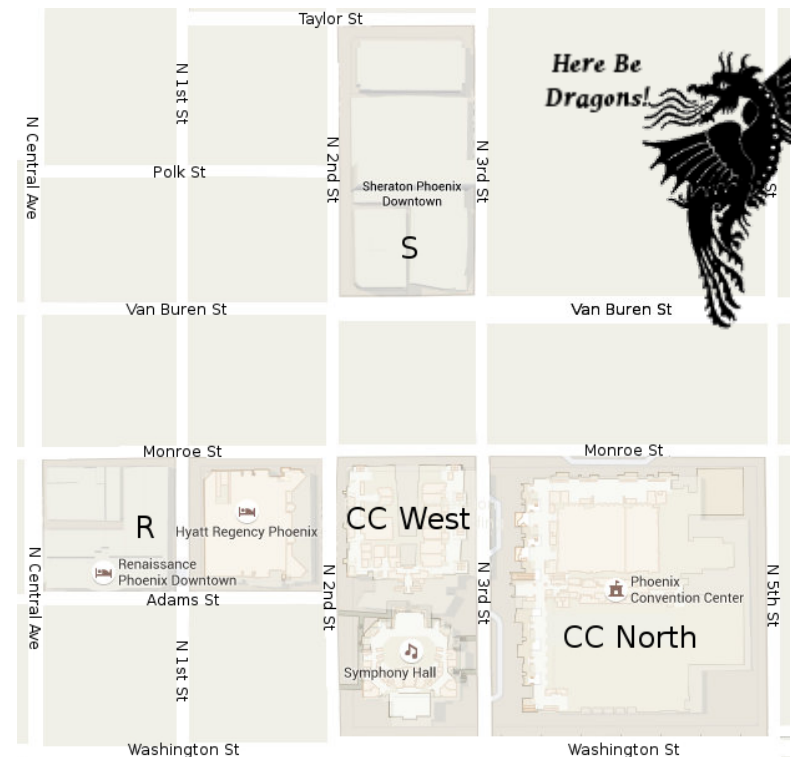 Taylor St
Here Be
Dragons!
N 1st St
N Central Ave
N 2nd St
N 3rd St
St
Polk St
Sheraton Phoenix
Downtown
S
Van Buren St
Van Buren St
Monroe St
Monroe St
R
CC West
Hyatt Regency Phoenix
Renaissance
Phoenix Downtown
N Central Ave
N 2nd St
N 3rd St
N 5th St
Phoenix
Convention Center
Adams St
CC North
N 1st St
Symphony Hall
Washington St
Washington St